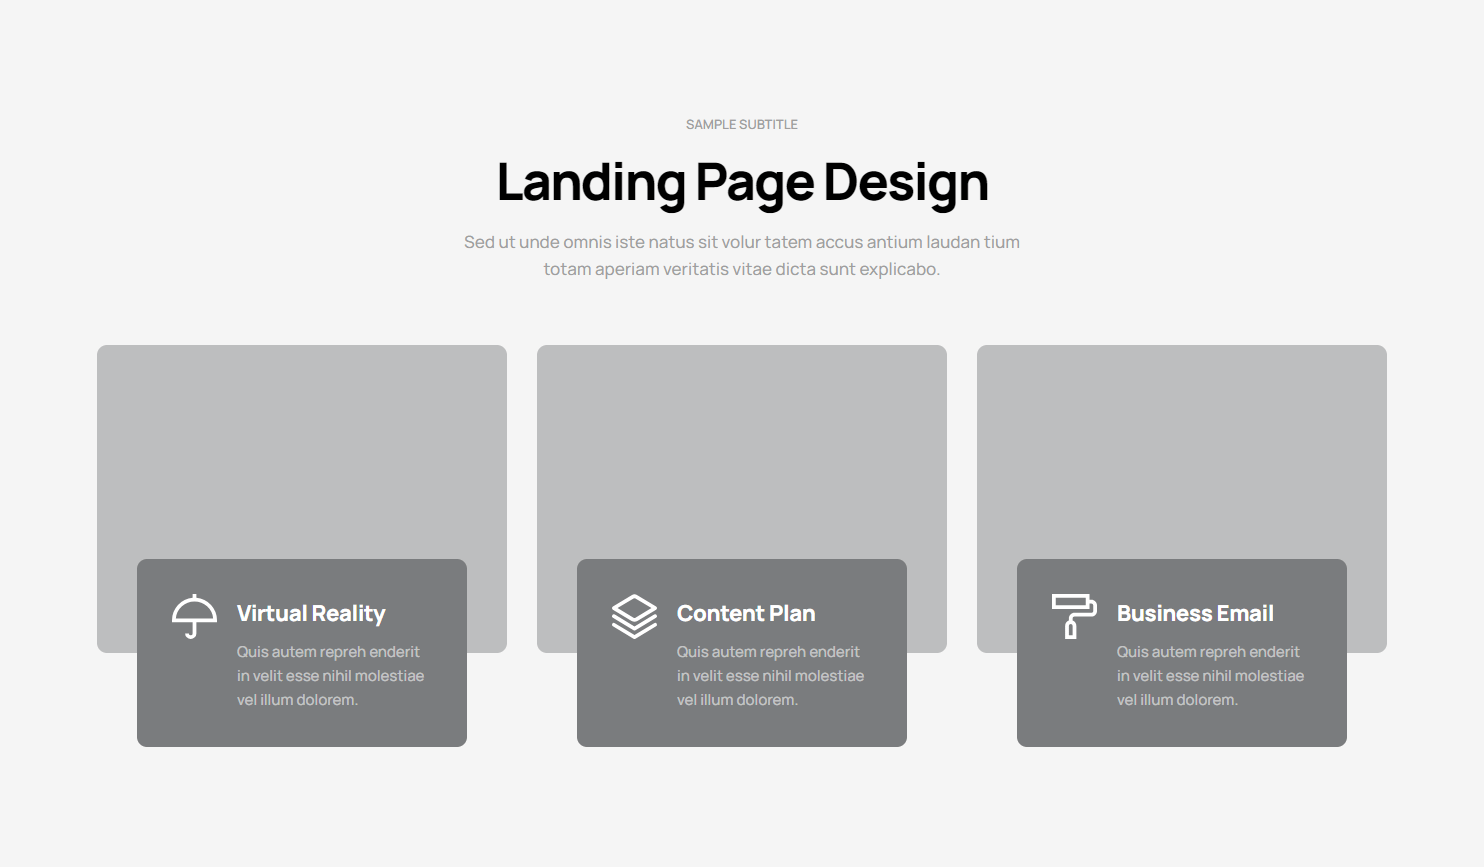 SAMPLE SUBTITLE
Landing Page Design
Sed ut unde omnis iste natus sit volur tatem accus antium laudan tium
totam aperiam veritatis vitae dicta sunt explicabo.
Virtual Reality
Quis autem repreh enderit
in velit esse nihil molestiae
vel illum dolorem.
Content Plan
Quis autem repreh enderit
in velit esse nihil molestiae
vel illum dolorem.
Business Email
Quis autem repreh enderit
in velit esse nihil molestiae
vel illum dolorem.